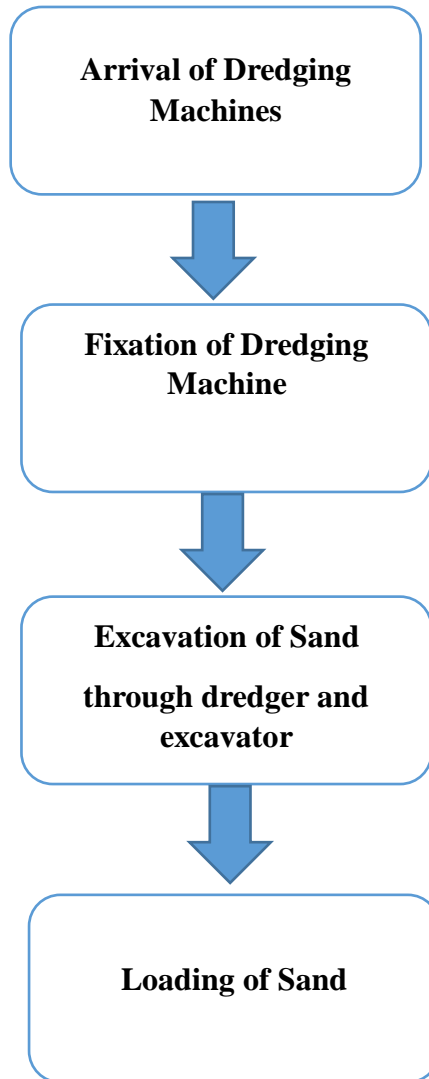 Arrival of Dredging
Machines
Fixation of Dredging
Machine
Excavation of Sand
through dredger and
excavator
Loading of Sand